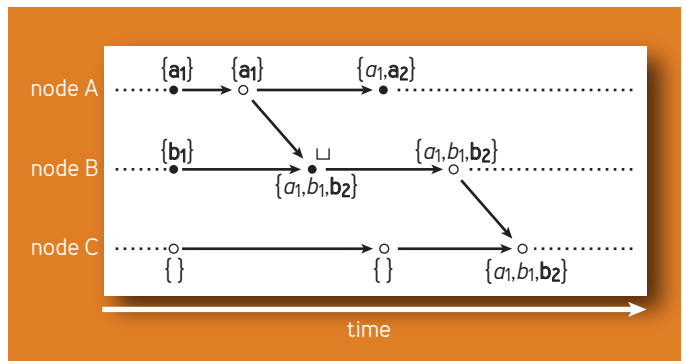 {a1} {a1} {a1,a2}
node A
{b1} ⊔ {a1,b1,b2}
node B
{a1,b1,b2}
node C
{ } { } {a1,b1,b2}
time